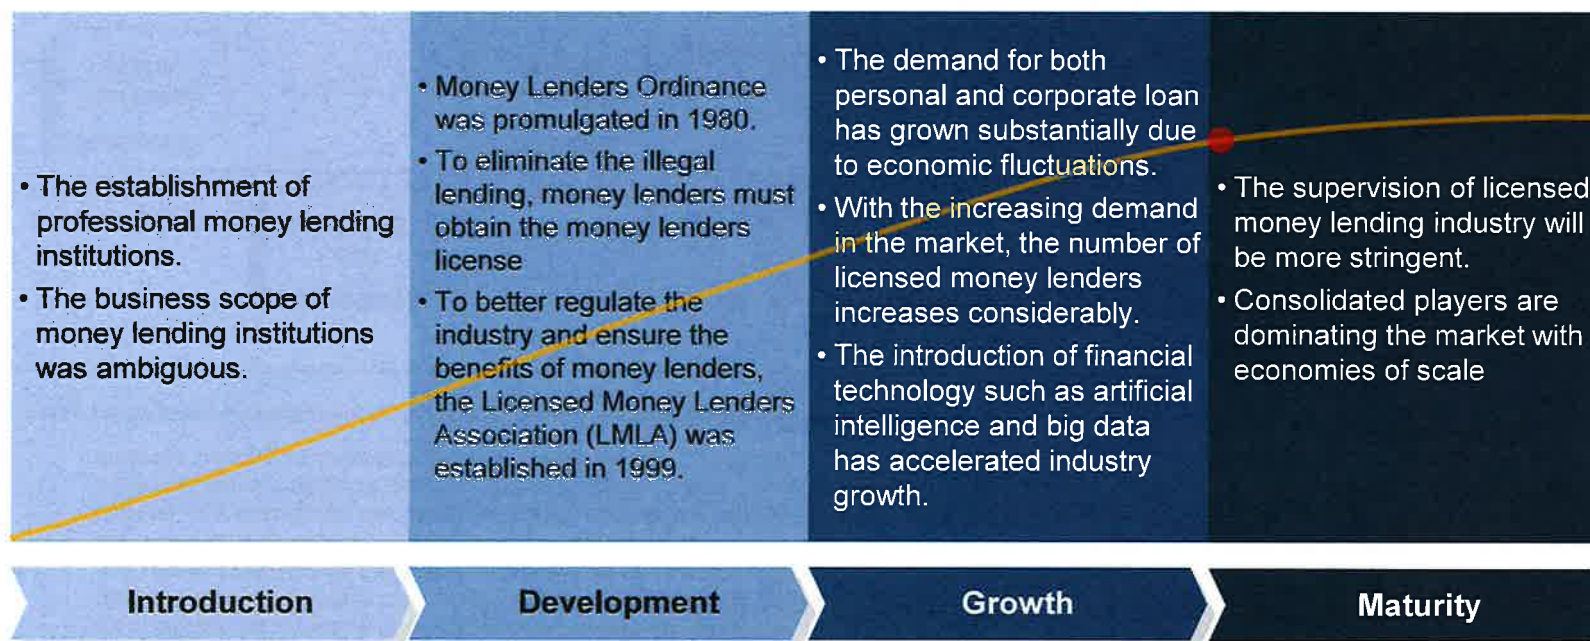 • The establishment of
professional money lending
institutions.
• The business scope of
money lending institutions
was ambiguous.
• Money Lenders Ordinance
was promulgated in 1980.
• To eliminate the illegal
lending, money lenders must
obtain the money lenders
license
• To better regulate the
industry and ensure the
benefits of money lenders,
the Licensed Money Lenders
Association (LMLA) was
established in 1999.
• The demand for both
personal and corporate loan
has grown substantially due
to economic fluctuations.
• With the increasing demand
in the market, the number of
licensed money lenders
increases considerably.
• The introduction of financial
technology such as artificial
intelligence and big data
has accelerated industry
growth.
• The supervision of licensed
money lending industry will
be more stringent.
• Consolidated players are
dominating the market with
economies of scale
Introduction
Development
Growth
Maturity